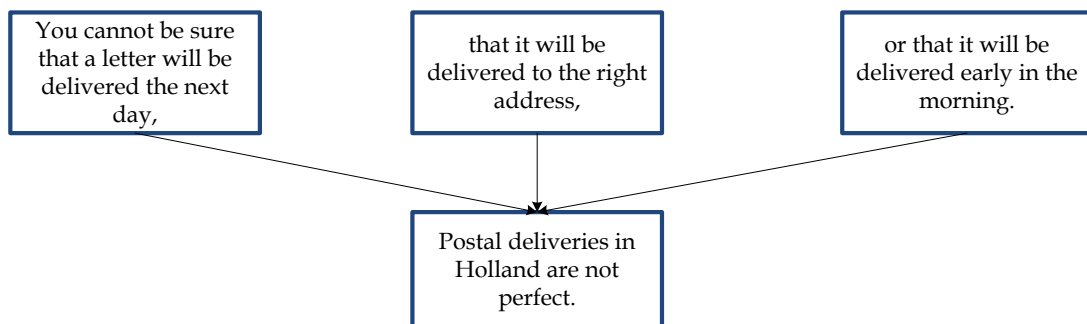 You cannot be sure
that a letter will be
delivered the next
day,
that it will be
delivered to the right
address,
or that it will be
delivered early in the
morning.
Postal deliveries in
Holland are not
perfect.